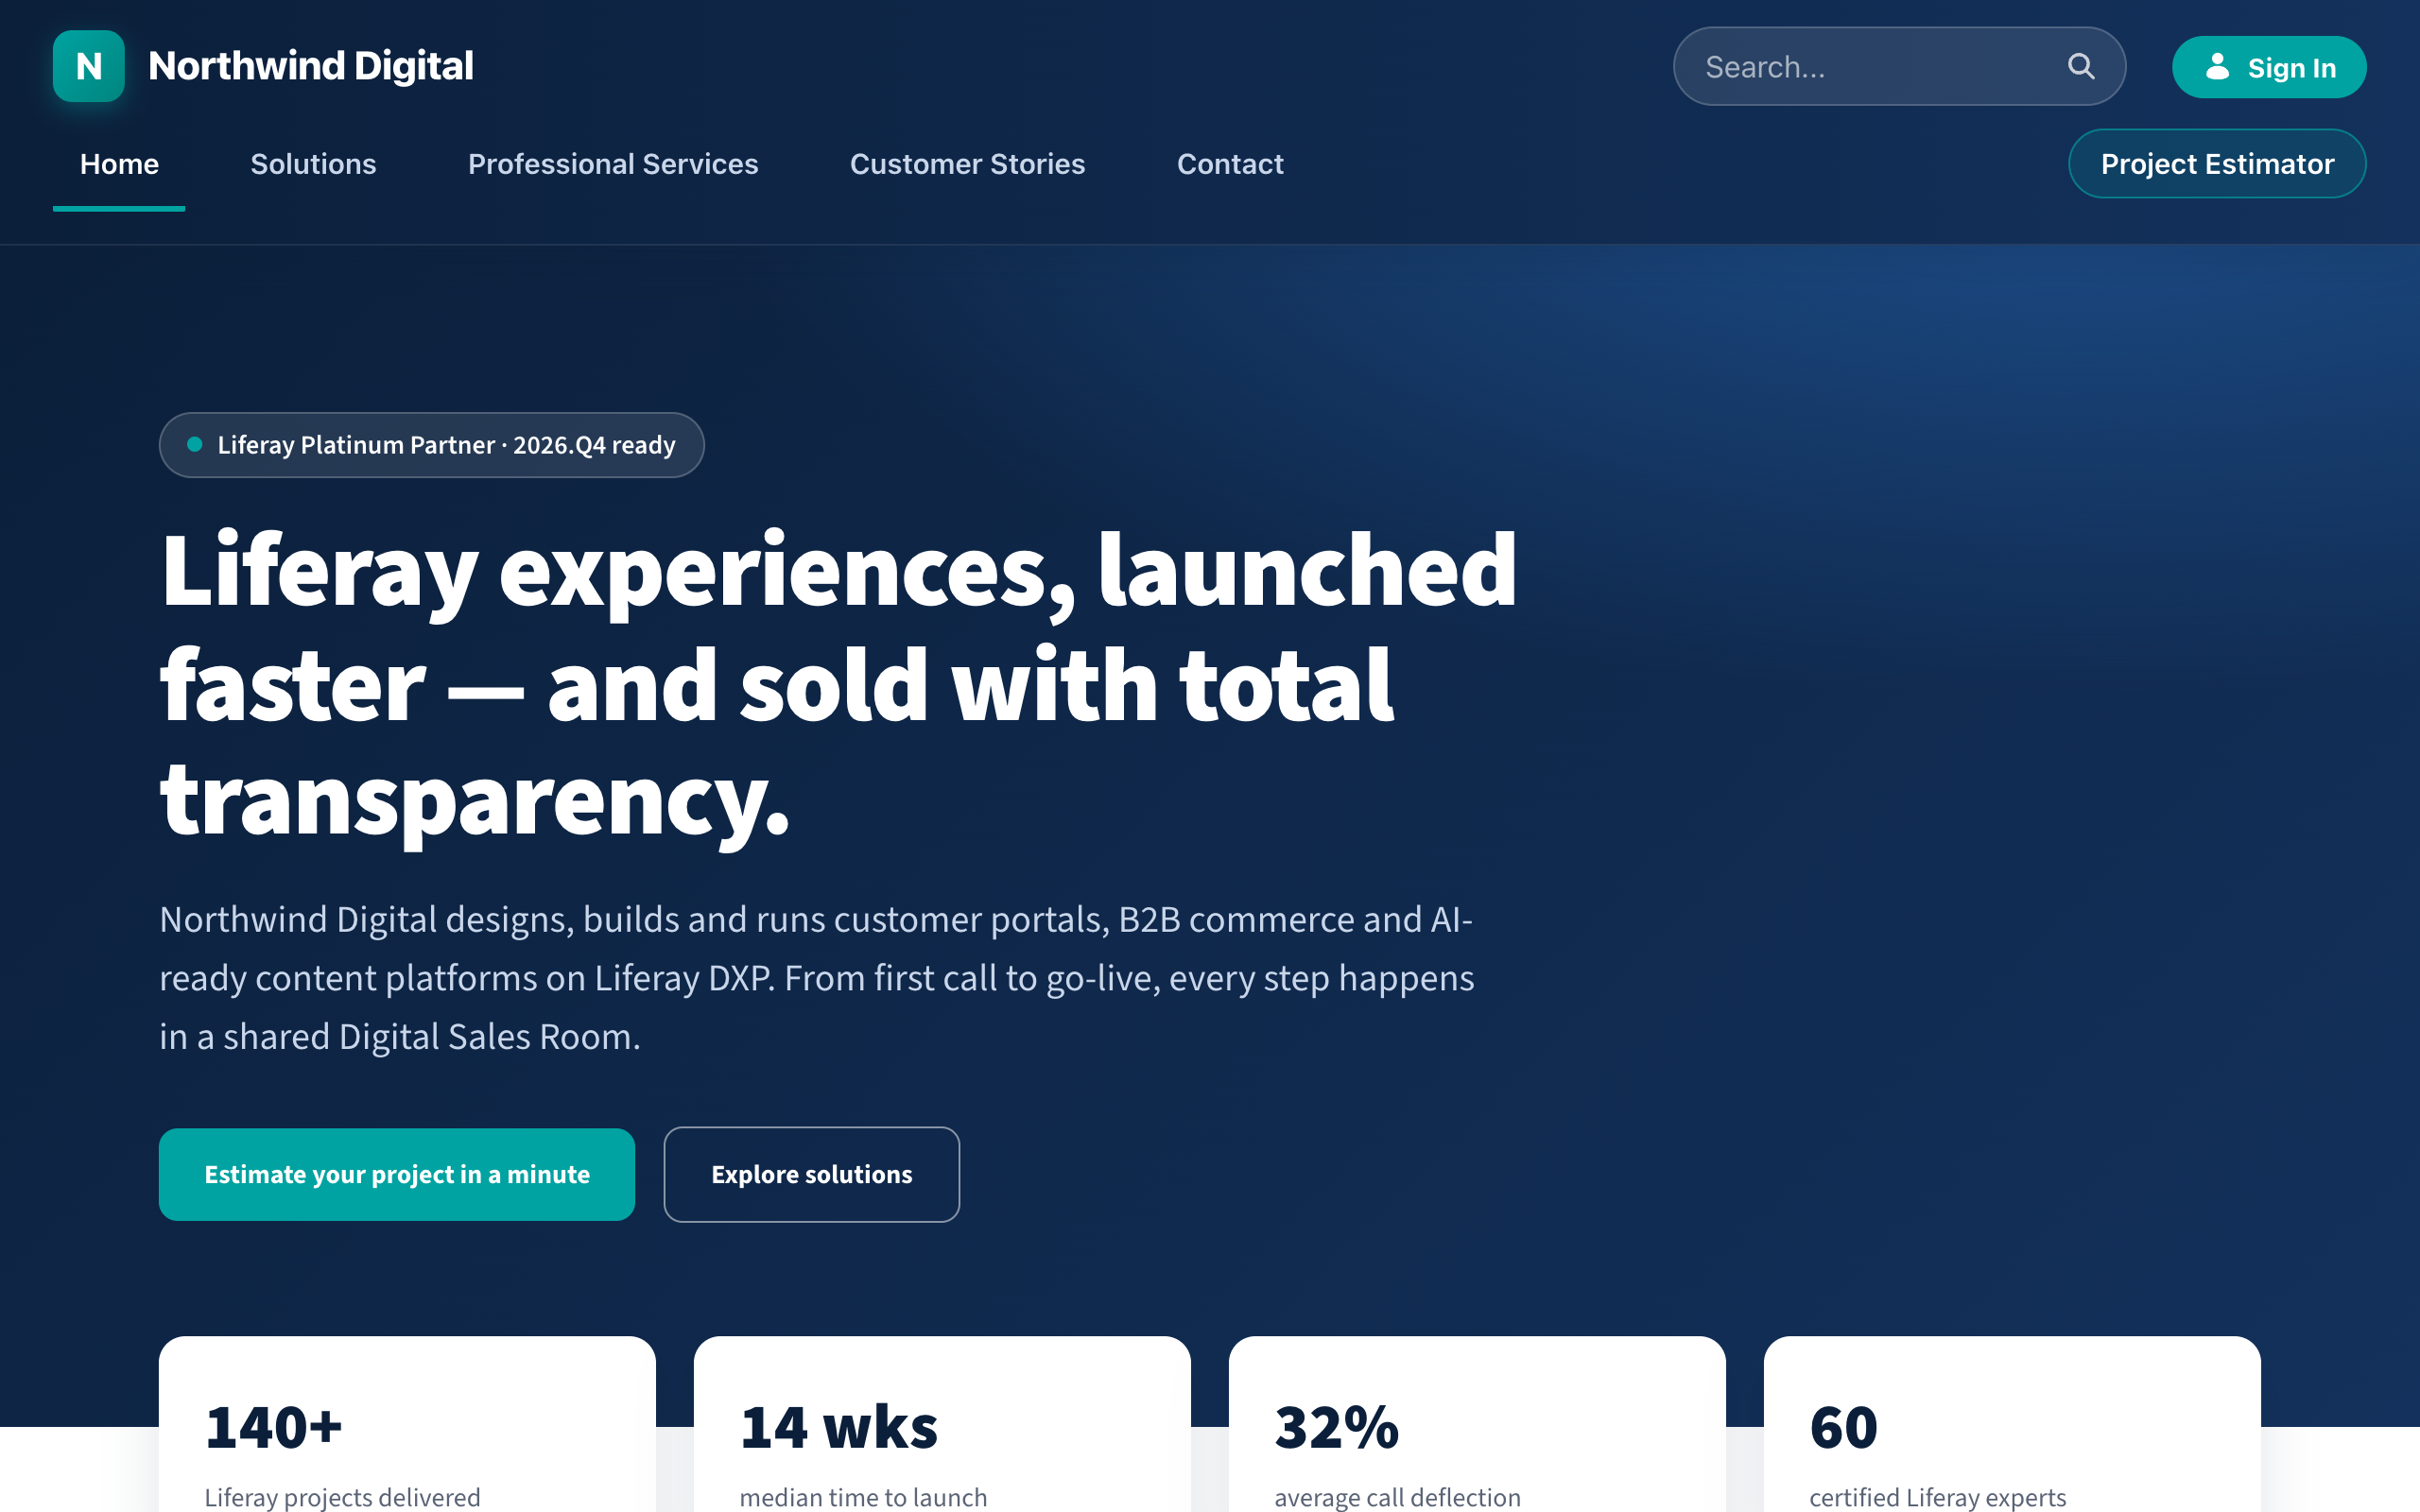 N Northwind Digital
Search...
Sign In
Home Solutions Professional Services Customer Stories Contact
Project Estimator
Liferay Platinum Partner · 2026.Q4 ready
Liferay experiences, launched
faster — and sold with total
transparency.
Northwind Digital designs, builds and runs customer portals, B2B commerce and AI-
ready content platforms on Liferay DXP. From first call to go-live, every step happens
in a shared Digital Sales Room.
Estimate your project in a minute
Explore solutions
140+
Liferay projects delivered
14 wks
median time to launch
32%
average call deflection
60
certified Liferay experts